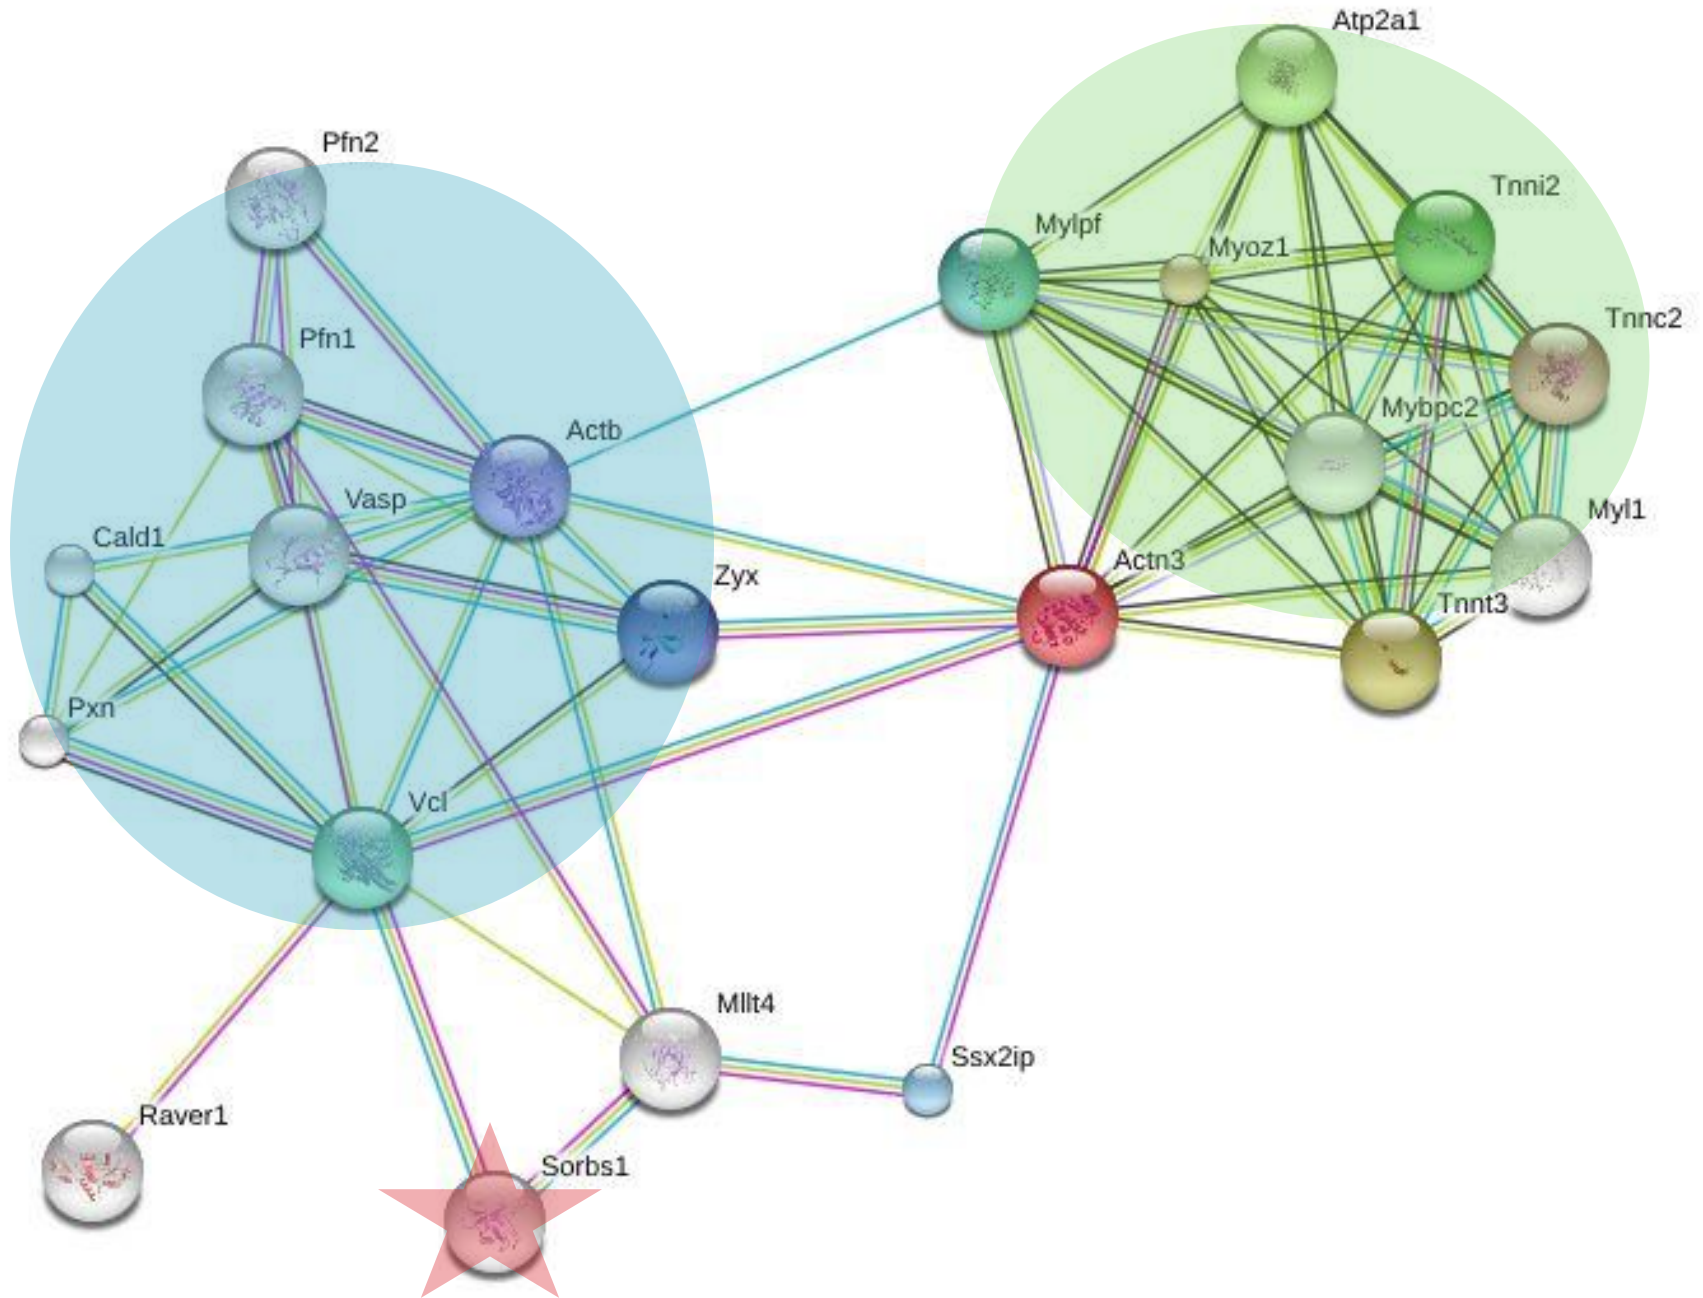 Atp2a1
Pfn2
Tnni2
Mylpf
Myoz1
Tnnc2
Pfn1
Mybpc2
Actb
Vasp
Myl1
Cald1
Actn3
Zyx
Tnnt3
Pxn
Vcl
Mllt4
Ssx2ip
Raver1
Sorbs1